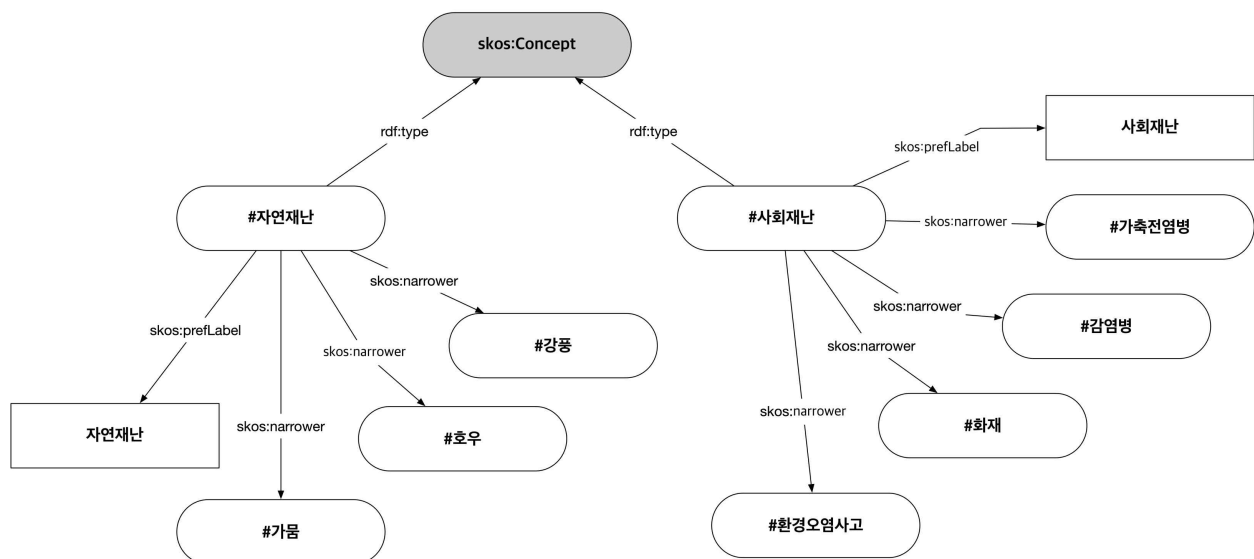 skos:Concept
rdf:type
rdf:type
사회재난
skos:prefLabel
#자연재난
#사회재난
skos:narrower
#가축전염병
skos:narrower
skos:narrower
#감염병
skos:prefLabel
#강풍
skos:narrower
skos:narrower
자연재난
skos:narrower
#호우
skos:narrower
#화재
#가뭄
#환경오염사고